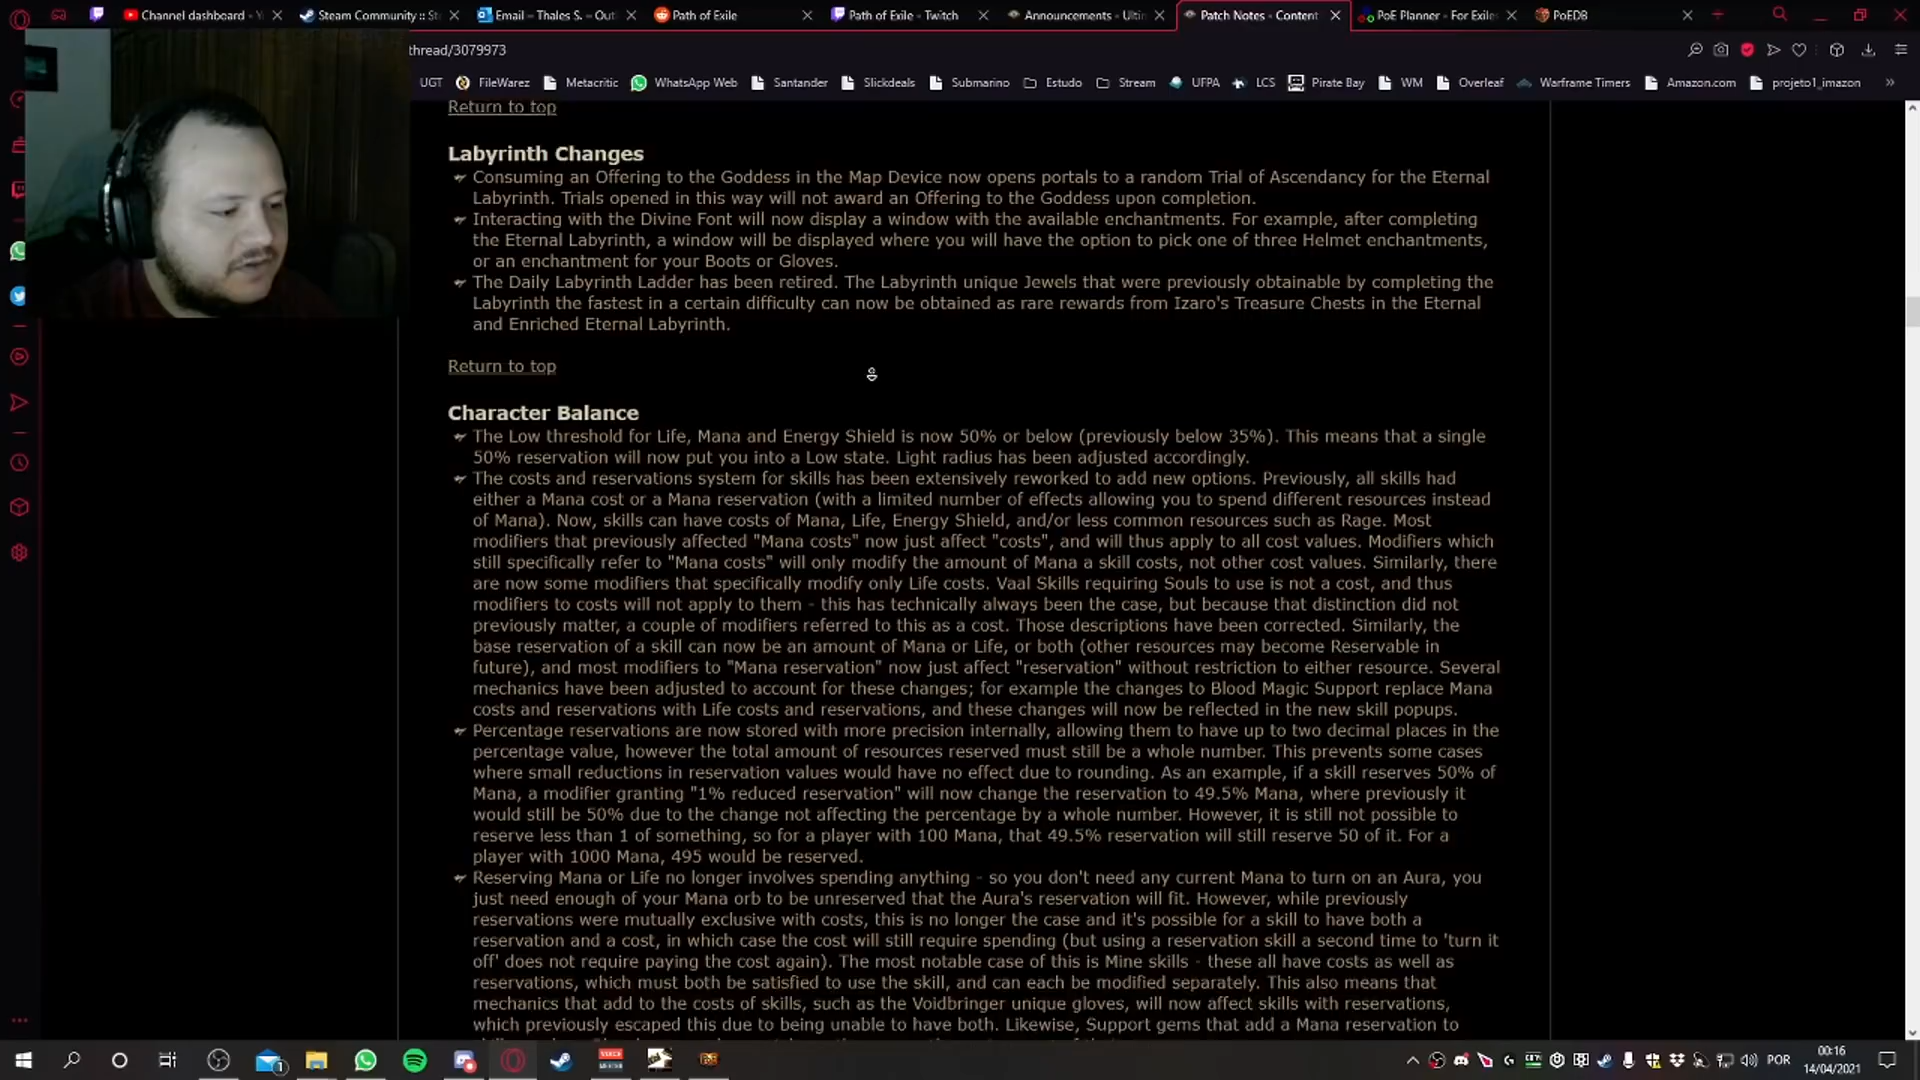 Channel dashboard - Y
Steam Community :: St
Email – Thales S. – Out
Path of Exile
Path of Exile - Twitch
Announcements - Ultin
Patch Notes - Content
PoE Planner - For Exile
PoEDB
thread/3079973
UGT
FileWarez
Metacritic
WhatsApp Web
Santander
Slickdeals
Submarino
Estudo
Stream
UFPA
LCS
Pirate Bay
WM
Overleaf
Warframe Timers
Amazon.com
projeto1_imazon
Return to top
Labyrinth Changes
Consuming an Offering to the Goddess in the Map Device now opens portals to a random Trial of Ascendancy for the Eternal
Labyrinth. Trials opened in this way will not award an Offering to the Goddess upon completion.
Interacting with the Divine Font will now display a window with the available enchantments. For example, after completing
the Eternal Labyrinth, a window will be displayed where you will have the option to pick one of three Helmet enchantments,
or an enchantment for your Boots or Gloves.
The Daily Labyrinth Ladder has been retired. The Labyrinth unique Jewels that were previously obtainable by completing the
Labyrinth the fastest in a certain difficulty can now be obtained as rare rewards from Izaro's Treasure Chests in the Eternal
and Enriched Eternal Labyrinth.
Return to top
Character Balance
The Low threshold for Life, Mana and Energy Shield is now 50% or below (previously below 35%). This means that a single
50% reservation will now put you into a Low state. Light radius has been adjusted accordingly.
The costs and reservations system for skills has been extensively reworked to add new options. Previously, all skills had
either a Mana cost or a Mana reservation (with a limited number of effects allowing you to spend different resources instead
of Mana). Now, skills can have costs of Mana, Life, Energy Shield, and/or less common resources such as Rage. Most
modifiers that previously affected "Mana costs" now just affect "costs", and will thus apply to all cost values. Modifiers which
still specifically refer to "Mana costs" will only modify the amount of Mana a skill costs, not other cost values. Similarly, there
are now some modifiers that specifically modify only Life costs. Vaal Skills requiring Souls to use is not a cost, and thus
modifiers to costs will not apply to them - this has technically always been the case, but because that distinction did not
previously matter, a couple of modifiers referred to this as a cost. Those descriptions have been corrected. Similarly, the
base reservation of a skill can now be an amount of Mana or Life, or both (other resources may become Reservable in
future), and most modifiers to "Mana reservation" now just affect "reservation" without restriction to either resource. Several
mechanics have been adjusted to account for these changes; for example the changes to Blood Magic Support replace Mana
costs and reservations with Life costs and reservations, and these changes will now be reflected in the new skill popups.
Percentage reservations are now stored with more precision internally, allowing them to have up to two decimal places in the
percentage value, however the total amount of resources reserved must still be a whole number. This prevents some cases
where small reductions in reservation values would have no effect due to rounding. As an example, if a skill reserves 50% of
Mana, a modifier granting "1% reduced reservation" will now change the reservation to 49.5% Mana, where previously it
would still be 50% due to the change not affecting the percentage by a whole number. However, it is still not possible to
reserve less than 1 of something, so for a player with 100 Mana, that 49.5% reservation will still reserve 50 of it. For a
player with 1000 Mana, 495 would be reserved.
Reserving Mana or Life no longer involves spending anything - so you don't need any current Mana to turn on an Aura, you
just need enough of your Mana orb to be unreserved that the Aura's reservation will fit. However, while previously
reservations were mutually exclusive with costs, this is no longer the case and it's possible for a skill to have both a
reservation and a cost, in which case the cost will still require spending (but using a reservation skill a second time to 'turn it
off' does not require paying the cost again). The most notable case of this is Mine skills - these all have costs as well as
reservations, which must both be satisfied to use the skill, and can each be modified separately. This also means that
mechanics that add to the costs of skills, such as the Voidbringer unique gloves, will now affect skills with reservations,
which previously escaped this due to being unable to have both. Likewise, Support gems that add a Mana reservation to
POR
00:16
14/04/2021